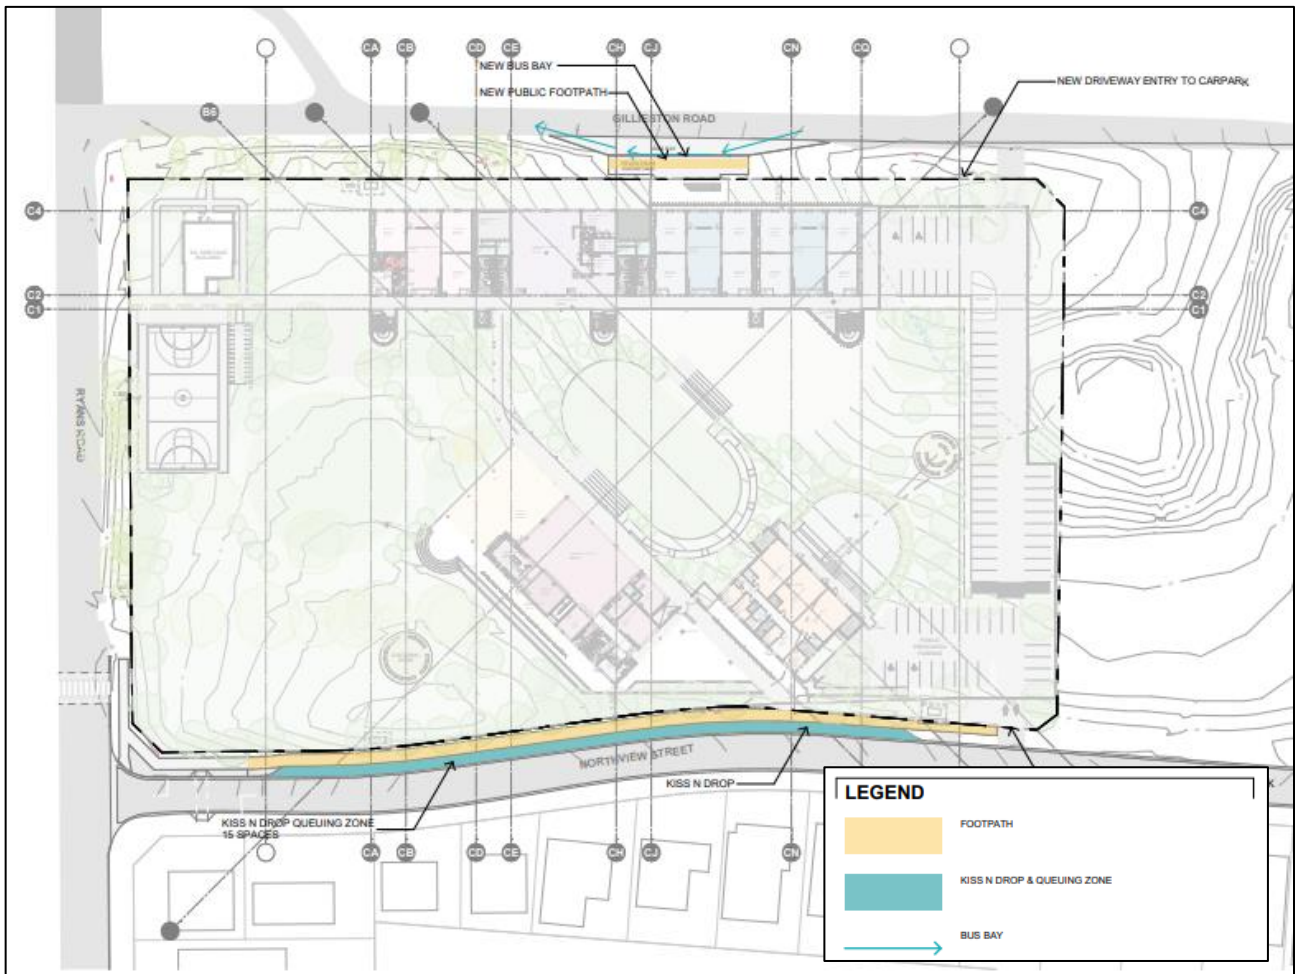 CA
CB
CD
CE
CH
CJ
CN
CQ
NEW BUS BAY
NEW PUBLIC FOOTPATH
NEW DRIVEWAY ENTRY TO CARPARK
B6
GILLIESTON ROAD
C4
C4
C2
C1
C2
C1
RYANS ROAD
NORTHVIEW STREET
KISS N DROP
KISS N DROP QUEUING ZONE
15 SPACES
CA
CB
CD
CE
CH
CJ
CN
K
LEGEND
FOOTPATH
KISS N DROP & QUEUING ZONE
BUS BAY